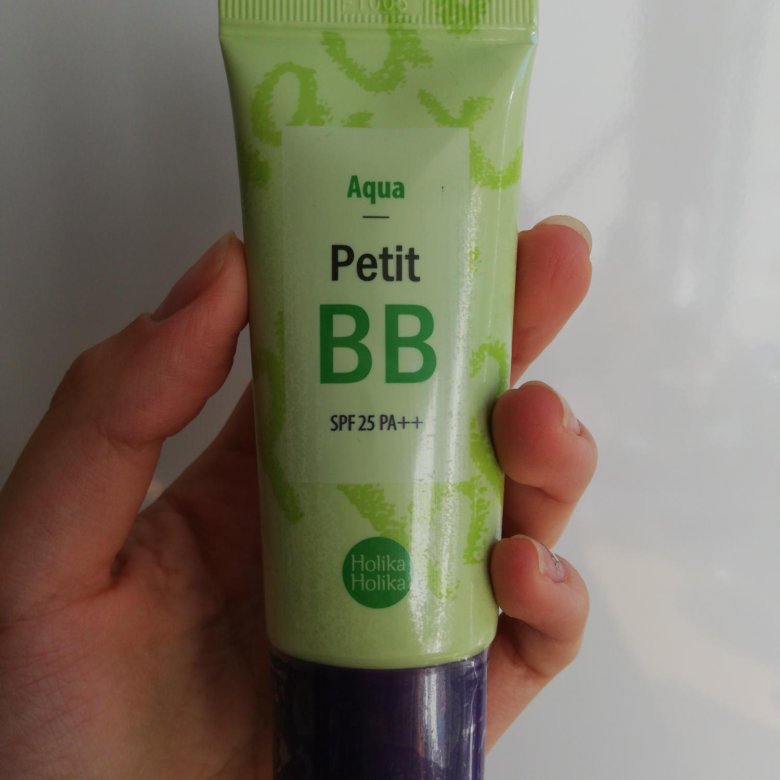 Aqua
Petit
BB
SPF 25 PA++
Holika
Holika